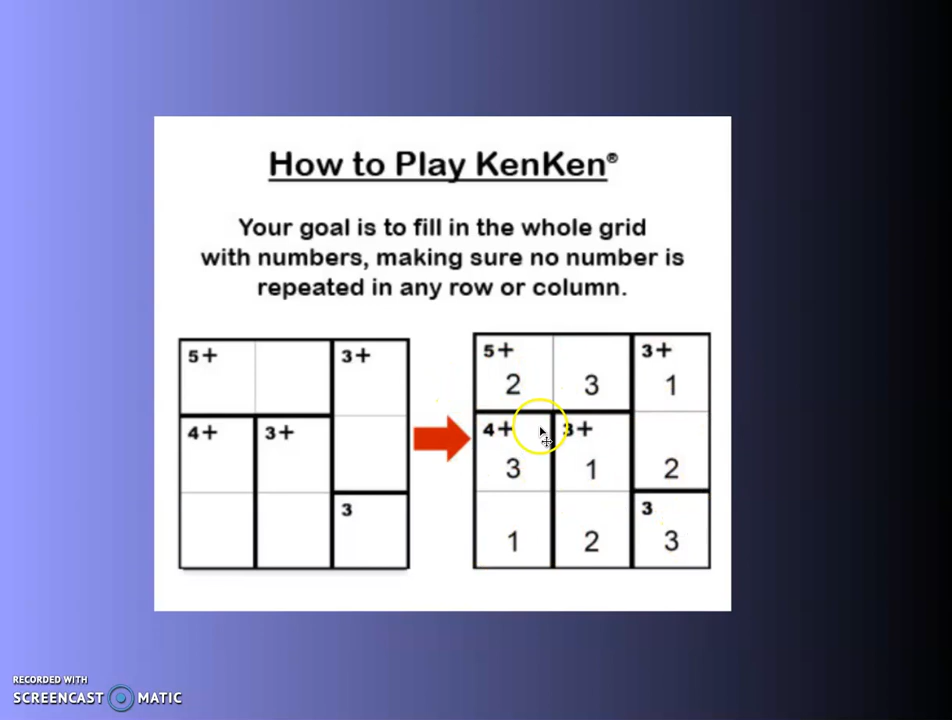 How to Play KenKen®
Your goal is to fill in the whole grid
with numbers, making sure no number is
repeated in any row or column.
5+ 3+
4+ 3+
3
5+ 3+
2 3 1
4+ 3+
3 1 2
3
1 2 3
RECORDED WITH
SCREENCAST MATIC